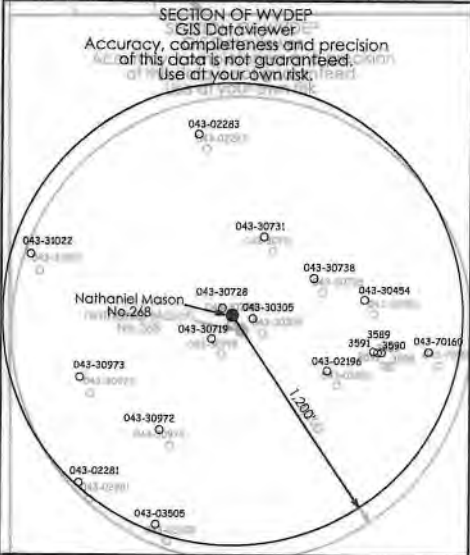 SECTION OF WVDEP
GIS Dataviewer
Accuracy, completeness and precision
of this data is not guaranteed.
Use at your own risk.
043-02283
043-30731
043-31022
043-30738
043-30454
043-30728
Nathaniel Mason
No.268
043-30305
043-30719
3589
3591
3590
043-70160
043-02196
043-30973
1,200'
043-30972
043-02281
043-03505